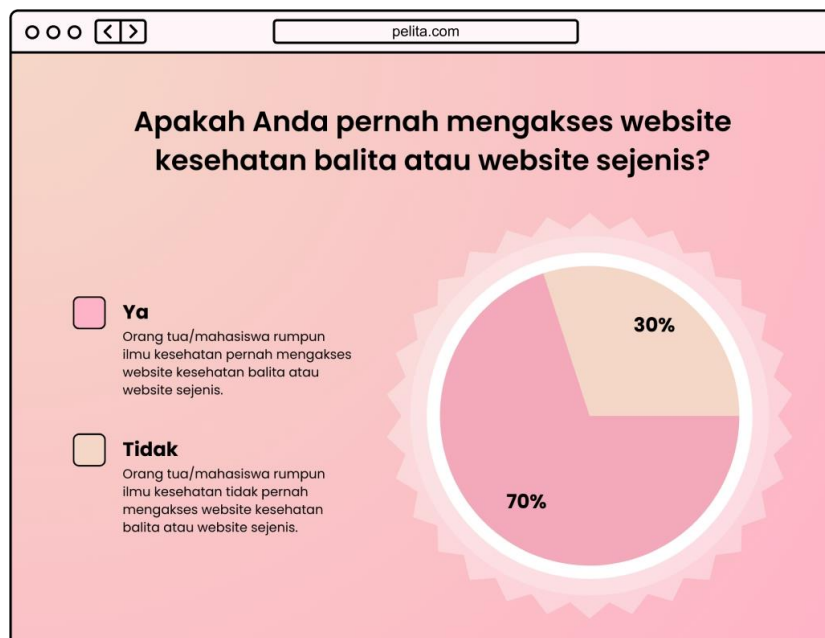 pelita.com
Apakah Anda pernah mengakses website
kesehatan balita atau website sejenis?
Ya
Orang tua/mahasiswa rumpun
ilmu kesehatan pernah mengakses
website kesehatan balita atau
website sejenis.
Tidak
Orang tua/mahasiswa rumpun
ilmu kesehatan tidak pernah
mengakses website kesehatan
balita atau website sejenis.
30%
70%